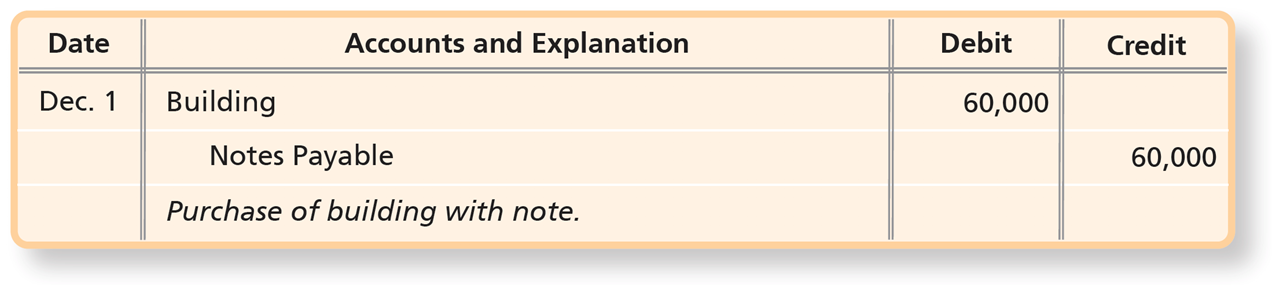 Date Accounts and Explanation Debit Credit
Dec. 1 Building 60,000
Notes Payable 60,000
Purchase of building with note.